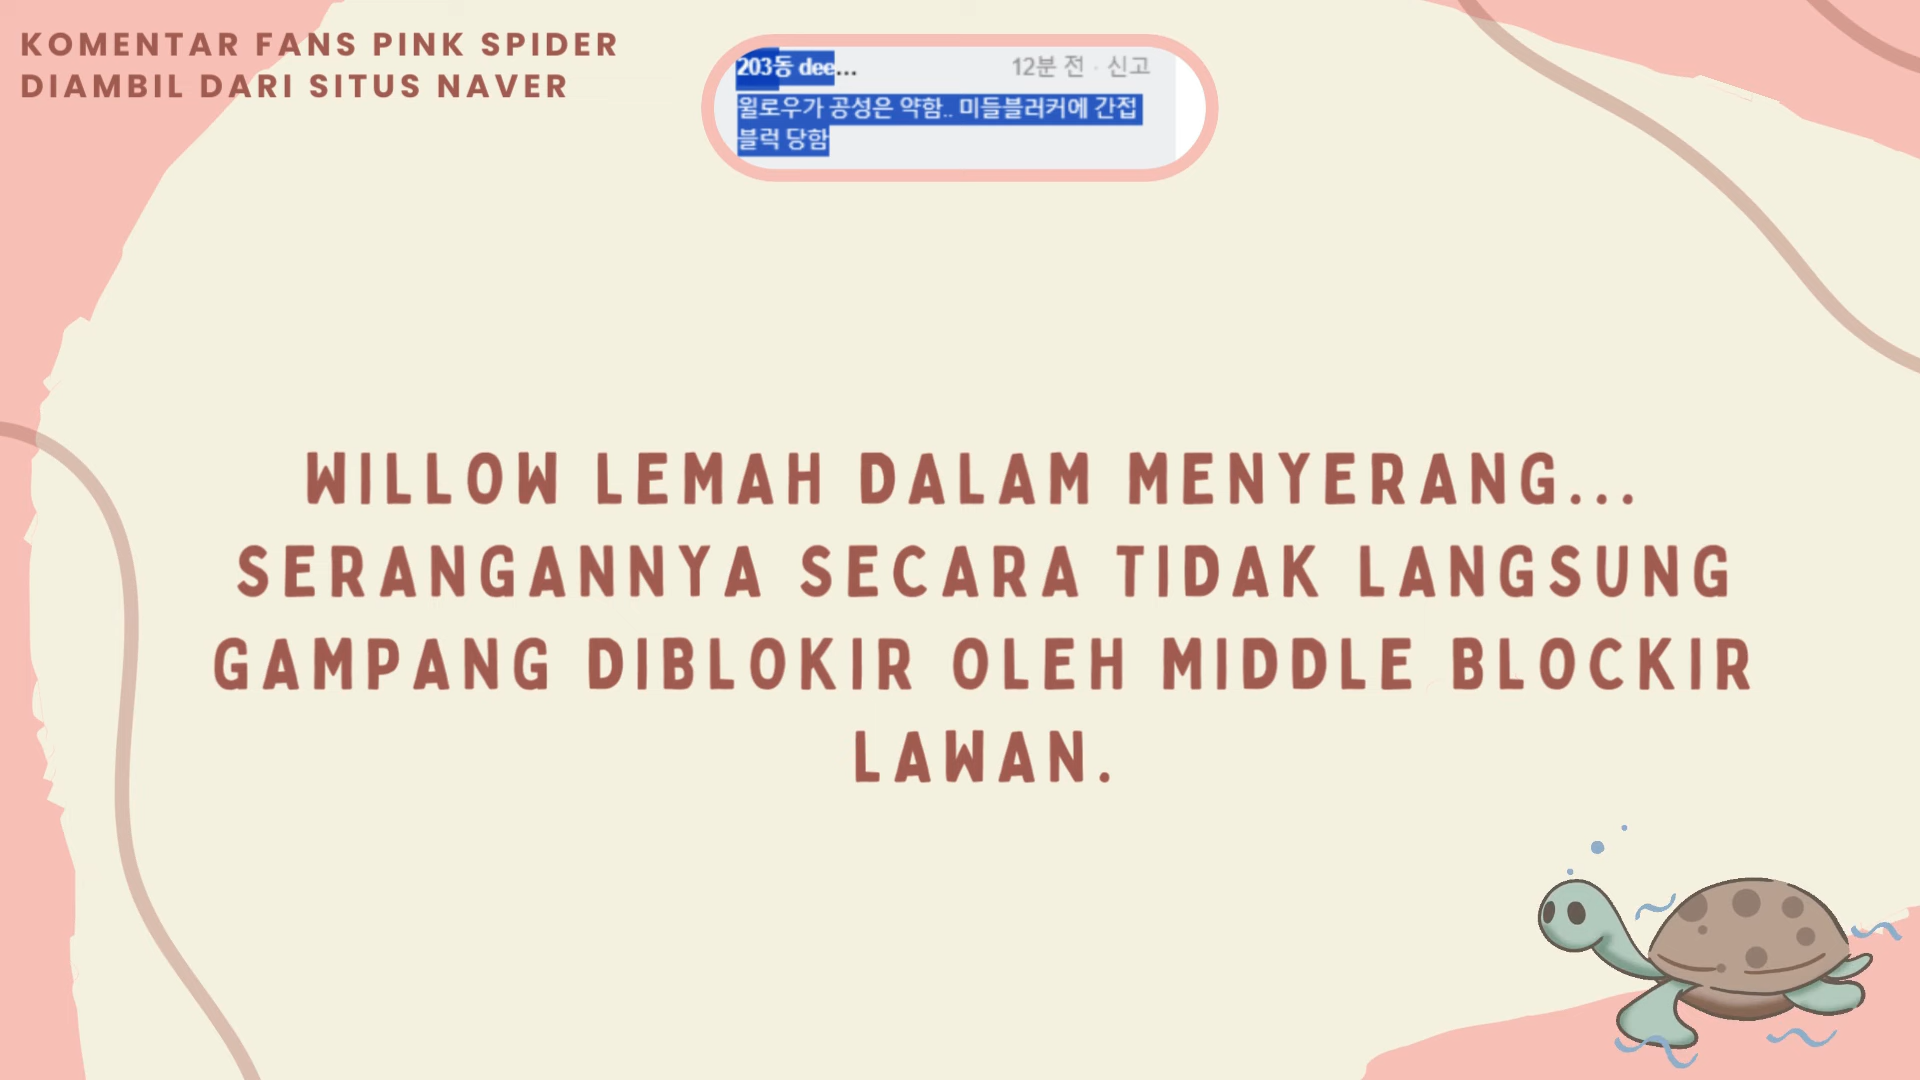 KOMENTAR FANS PINK SPIDER
DIAMBIL DARI SITUS NAVER
203동 dee... 12분 전 · 신고
윌로우가 공성은 약함.. 미들블러커에 간접
블럭 당함
WILLOW LEMAH DALAM MENYERANG...
SERANGANNYA SECARA TIDAK LANGSUNG
GAMPANG DIBLOKIR OLEH MIDDLE BLOCKIR
LAWAN.